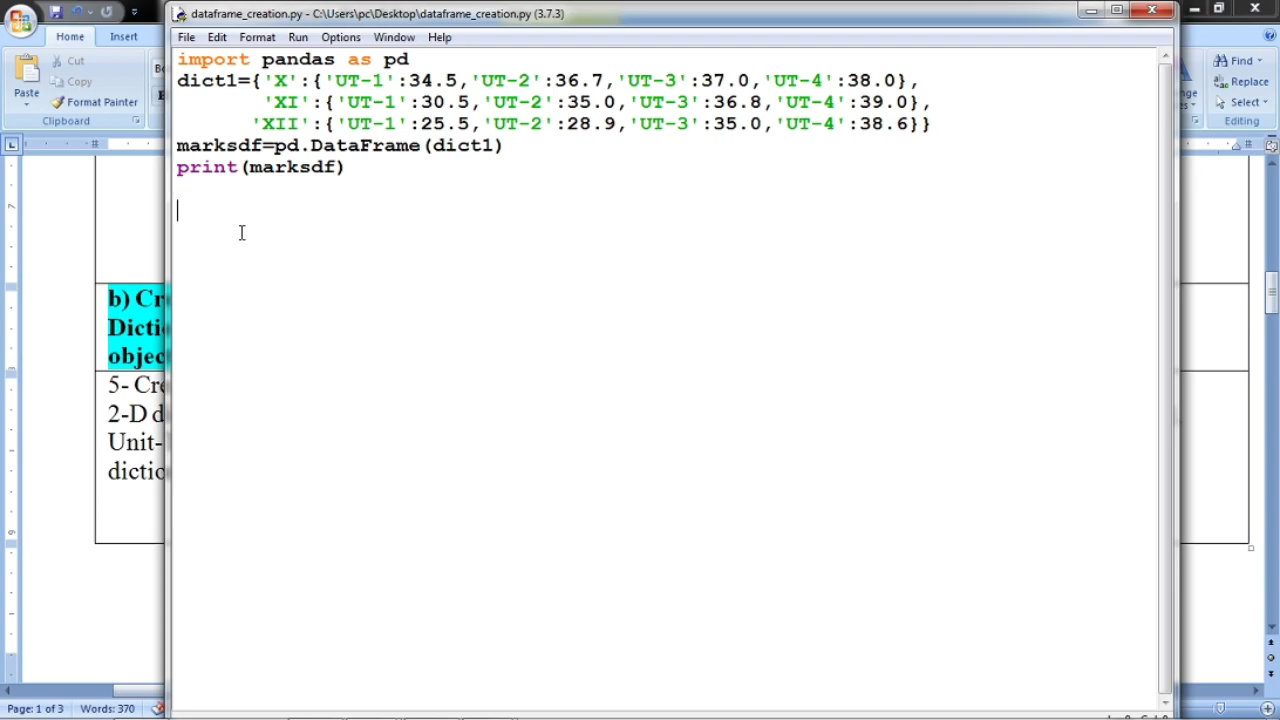 dataframe_creation.py - C:\Users\pc\Desktop\dataframe_creation.py (3.7.3)
Home Insert
File Edit Format Run Options Window Help
Cut
Copy
Format Painter
Paste
Clipboard
Find
Replace
Select
Editing
import pandas as pd
dict1={'X':{'UT-1':34.5,'UT-2':36.7,'UT-3':37.0,'UT-4':38.0},
'XI':{'UT-1':30.5,'UT-2':35.0,'UT-3':36.8,'UT-4':39.0},
'XII':{'UT-1':25.5,'UT-2':28.9,'UT-3':35.0,'UT-4':38.6}}
marksdf=pd.DataFrame(dict1)
print(marksdf)
b) Cr
Dicti
objec
5- Cre
2-D d
Unit-
dictio
Page: 1 of 3 Words: 370